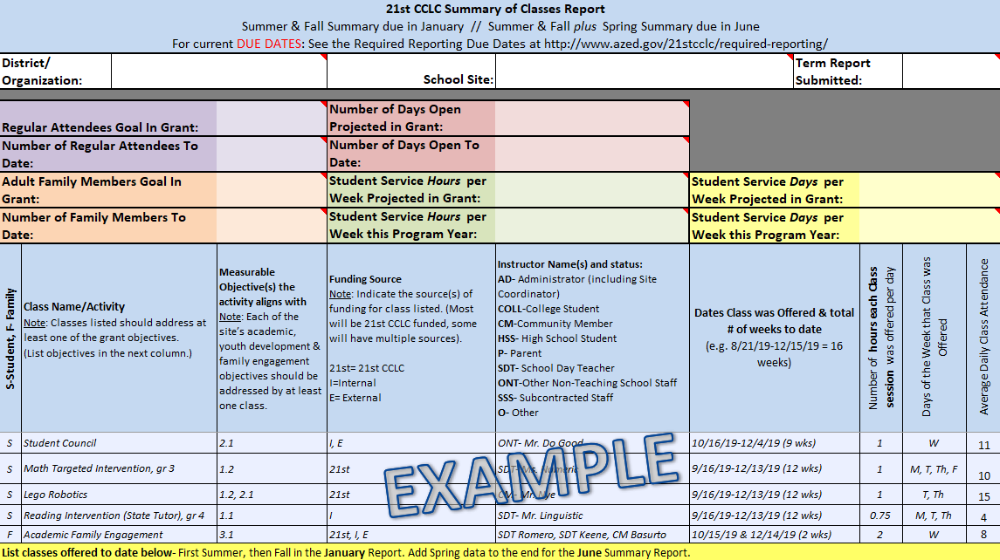 21st CCLC Summary of Classes Report
Summer & Fall Summary due in January // Summer & Fall plus Spring Summary due in June
For current DUE DATES: See the Required Reporting Due Dates at http://www.azed.gov/21stcclc/required-reporting/
District/
Organization:
School Site:
Term Report
Submitted:
Regular Attendees Goal In Grant:
Number of Days Open
Projected in Grant:
Number of Regular Attendees To
Date:
Number of Days Open To
Date:
Adult Family Members Goal In
Grant:
Student Service Hours per
Week Projected in Grant:
Student Service Days per
Week Projected in Grant:
Number of Family Members To
Date:
Student Service Hours per
Week this Program Year:
Student Service Days per
Week this Program Year:
S-Student, F- Family
Class Name/Activity
Note: Classes listed should address at
least one of the grant objectives.
(List objectives in the next column.)
Measurable
Objective(s) the
activity aligns with
Note: Each of the
site's academic,
youth development &
family engagement
objectives should be
addressed by at least
one class.
Funding Source
Note: Indicate the source(s) of
funding for class listed. (Most
will be 21st CCLC funded, some
will have multiple sources).
21st= 21st CCLC
I=Internal
E= External
Instructor Name(s) and status:
AD- Administrator (including Site
Coordinator)
COLL-College Student
CM-Community Member
HSS- High School Student
P- Parent
SDT- School Day Teacher
ONT-Other Non-Teaching School Staff
SSS- Subcontracted Staff
O- Other
Dates Class was Offered & total
# of weeks to date
(e.g. 8/21/19-12/15/19 = 16
weeks)
Number of hours each Class
session was offered per day
Days of the Week that Class was
Offered
Average Daily Class Attendance
S Student Council 2.1 I, E ONT- Mr. Do Good 10/16/19-12/4/19 (9 wks) 1 W 11
S Math Targeted Intervention, gr 3 1.2 21st SDT- Ms. Numeric 9/16/19-12/13/19 (12 wks) 1 M, T, Th, F 10
S Lego Robotics 1.2, 2.1 21st CM- Mr. Nye 9/16/19-12/13/19 (12 wks) 1 T, Th 15
S Reading Intervention (State Tutor), gr 4 1.1 I SDT- Mr. Linguistic 9/16/19-12/13/19 (12 wks) 0.75 M, T, Th 4
F Academic Family Engagement 3.1 21st, I, E SDT Romero, SDT Keene, CM Basurto 10/15/19 & 12/14/19 (2 wks) 2 W 8
EXAMPLE
List classes offered to date below- First Summer, then Fall in the January Report. Add Spring data to the end for the June Summary Report.